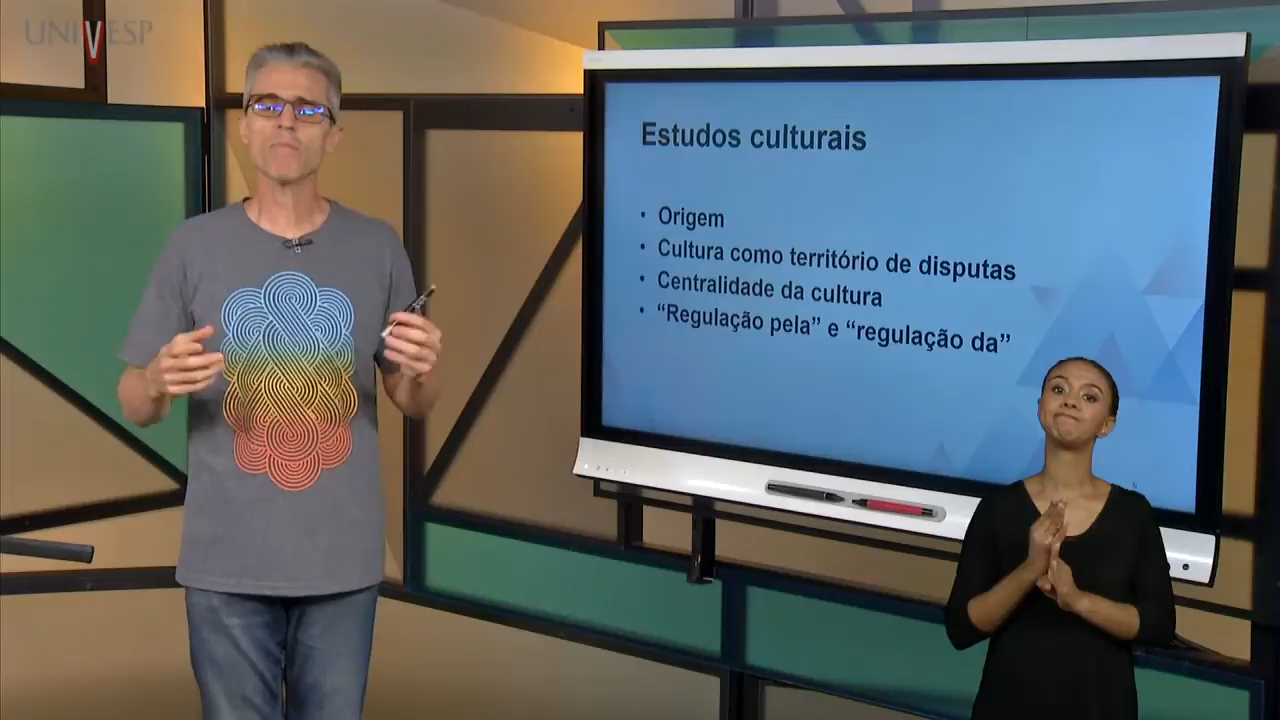 UNIVESP
Estudos culturais
• Origem
• Cultura como território de disputas
• Centralidade da cultura
• “Regulação pela” e “regulação da”